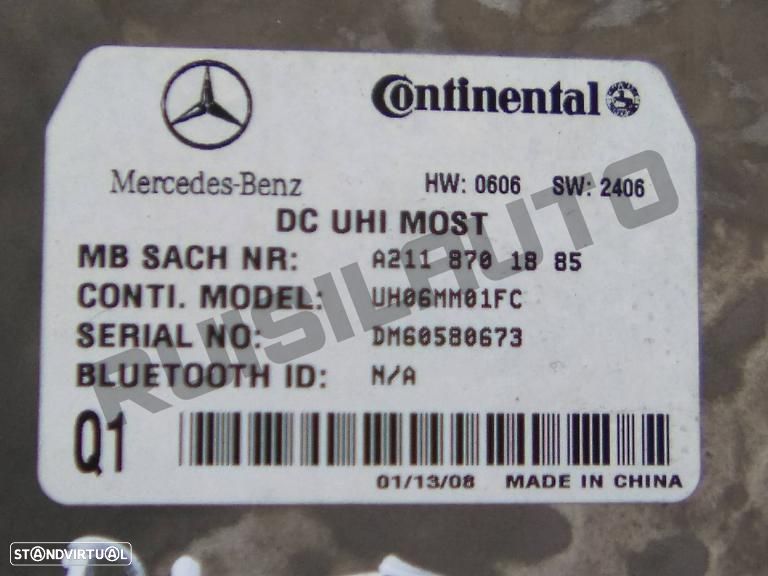 Continental
Mercedes-Benz
HW: 0606 SW: 2406
DC UHI MOST
MB SACH NR: A211 870 18 85
CONTI. MODEL: UH06MM01FC
SERIAL NO: DM60580673
BLUETOOTH ID: N/A
Q1
01/13/08 MADE IN CHINA
RUISILAUTO
STANDVIRTUAL